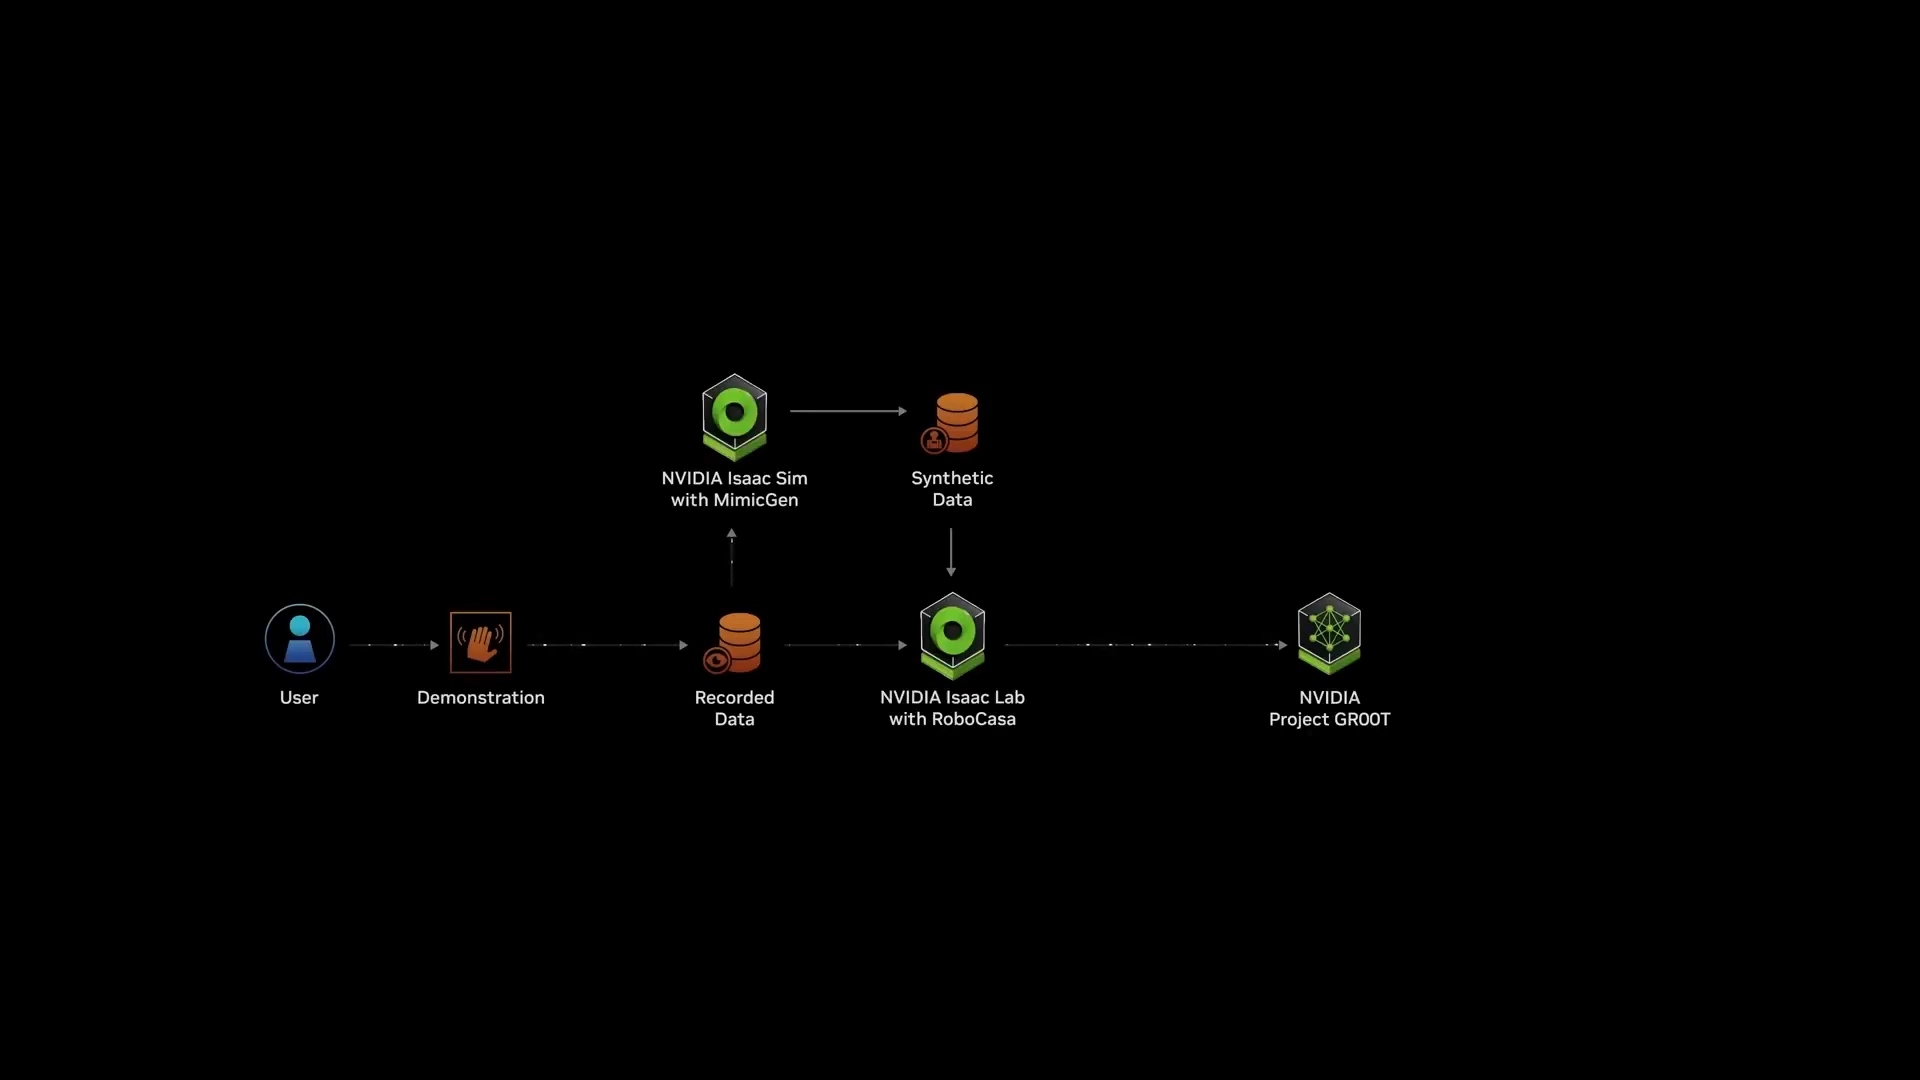 NVIDIA Isaac Sim
with MimicGen
Synthetic
Data
User
Demonstration
Recorded
Data
NVIDIA Isaac Lab
with RoboCasa
NVIDIA
Project GR00T